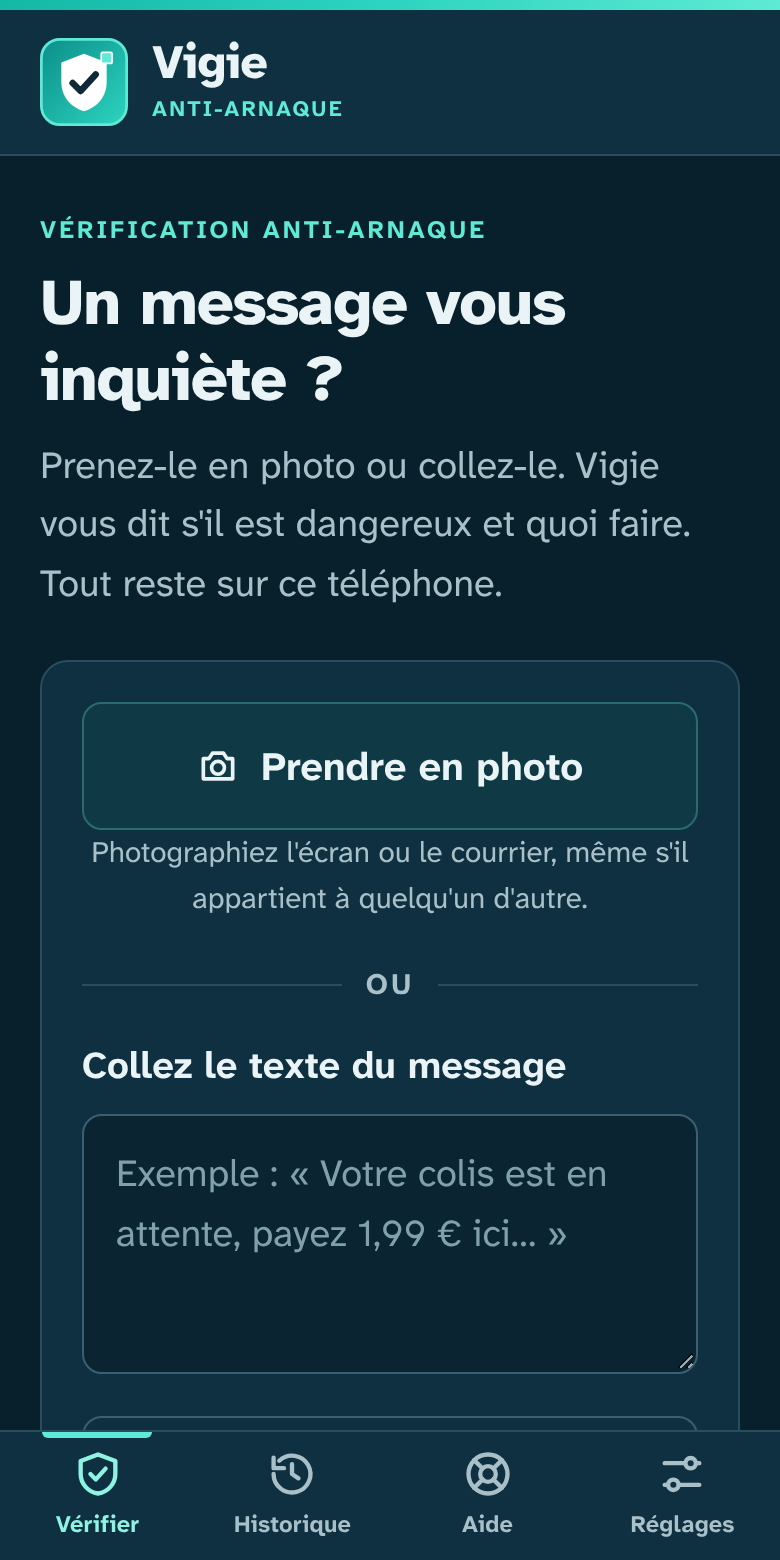 Vigie
ANTI-ARNAQUE
VÉRIFICATION ANTI-ARNAQUE
Un message vous
inquiète ?
Prenez-le en photo ou collez-le. Vigie
vous dit s'il est dangereux et quoi faire.
Tout reste sur ce téléphone.
Prendre en photo
Photographiez l'écran ou le courrier, même s'il
appartient à quelqu'un d'autre.
OU
Collez le texte du message
Exemple : « Votre colis est en
attente, payez 1,99 € ici... »
Vérifier
Historique
Aide
Réglages